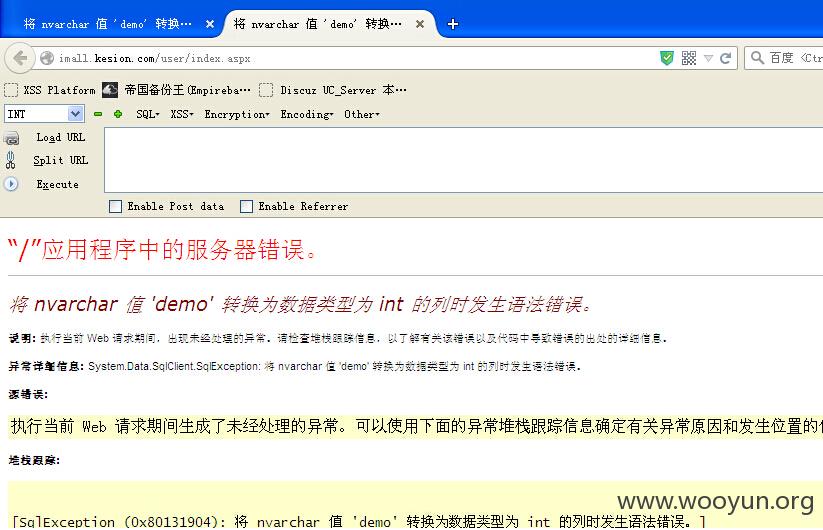 将 nvarchar 值 'demo' 转换… × 将 nvarchar 值 'demo' 转换… ×
imall.kesion.com/user/index.aspx 百度 <Ctr
XSS Platform 帝国备份王(Empireba… Discuz UC_Server 本…
INT SQL XSS Encryption Encoding Other
Load URL
Split URL
Execute
Enable Post data Enable Referrer
“/”应用程序中的服务器错误。
将 nvarchar 值 'demo' 转换为数据类型为 int 的列时发生语法错误。
说明: 执行当前 Web 请求期间，出现未经处理的异常。请检查堆栈跟踪信息，以了解有关该错误以及代码中导致错误的出处的详细信息。
异常详细信息: System.Data.SqlClient.SqlException: 将 nvarchar 值 'demo' 转换为数据类型为 int 的列时发生语法错误。
源错误:
执行当前 Web 请求期间生成了未经处理的异常。可以使用下面的异常堆栈跟踪信息确定有关异常原因和发生位置的
堆栈跟踪:
[SqlException (0x80131904): 将 nvarchar 值 'demo' 转换为数据类型为 int 的列时发生语法错误。]
www.wooyun.org